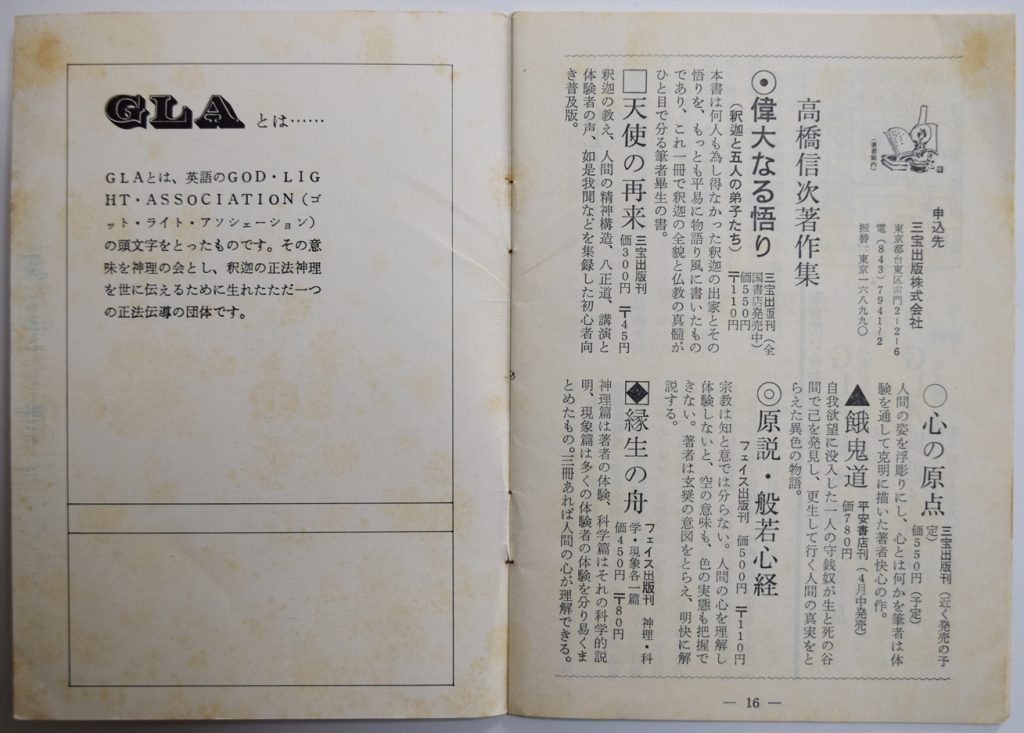 (著書案内)
申込先
三宝出版株式会社
東京都台東区雷門2-2-6
電(843)7941~2
振替 東京一六八九九〇
高橋信次著作集
⦿偉大なる悟り
(釈迦と五人の弟子たち)
三宝出版刊(全
国書店発売中)
価550円
〒110円
本書は何人も為し得なかった釈迦の出家とその
悟りを、もっとも平易に物語り風に書いたもの
であり、これ一冊で釈迦の全貌と仏教の真髄が
ひと目で分る筆者畢生の書。
□天使の再来
三宝出版刊
価300円 〒45円
釈迦の教え、人間の精神構造、八正道、講演と
体験者の声、如是我聞などを集録した初心者向
き普及版。
○心の原点
三宝出版刊(近く発売の予
定)
価550円(予定)
人間の姿を浮彫りにし、心とは何かを筆者は体
験を通して克明に描いた著者快心の作。
▲餓鬼道
平安書店刊(4月中発売)
価780円
自我欲望に没入した一人の守銭奴が生と死の谷
間で己を発見し、更生して行く人間の真実をと
らえた異色の物語。
◎原説・般若心経
フェイス出版刊 価500円 〒110円
宗教は知と意では分らない。人間の心を理解し
体験しないと、空の意味も、色の実態も把握で
きない。著者は玄奘の意図をとらえ、明快に解
説する。
◆縁生の舟
フェイス出版刊 神理・科
学・現象各一篇
価450円 〒80円
神理篇は著者の体験、科学篇はそれの科学的説
明、現象篇は多くの体験者の体験を分り易くま
とめたもの。三冊あれば人間の心が理解できる。
— 16 —
GLA とは……
GLAとは、英語のGOD・LIG
HT・ASSOCIATION(ゴ
ット・ライト・アソシェーション)
の頭文字をとったものです。その意
味を神理の会とし、釈迦の正法神理
を世に伝えるために生れたただ一つ
の正法伝導の団体です。